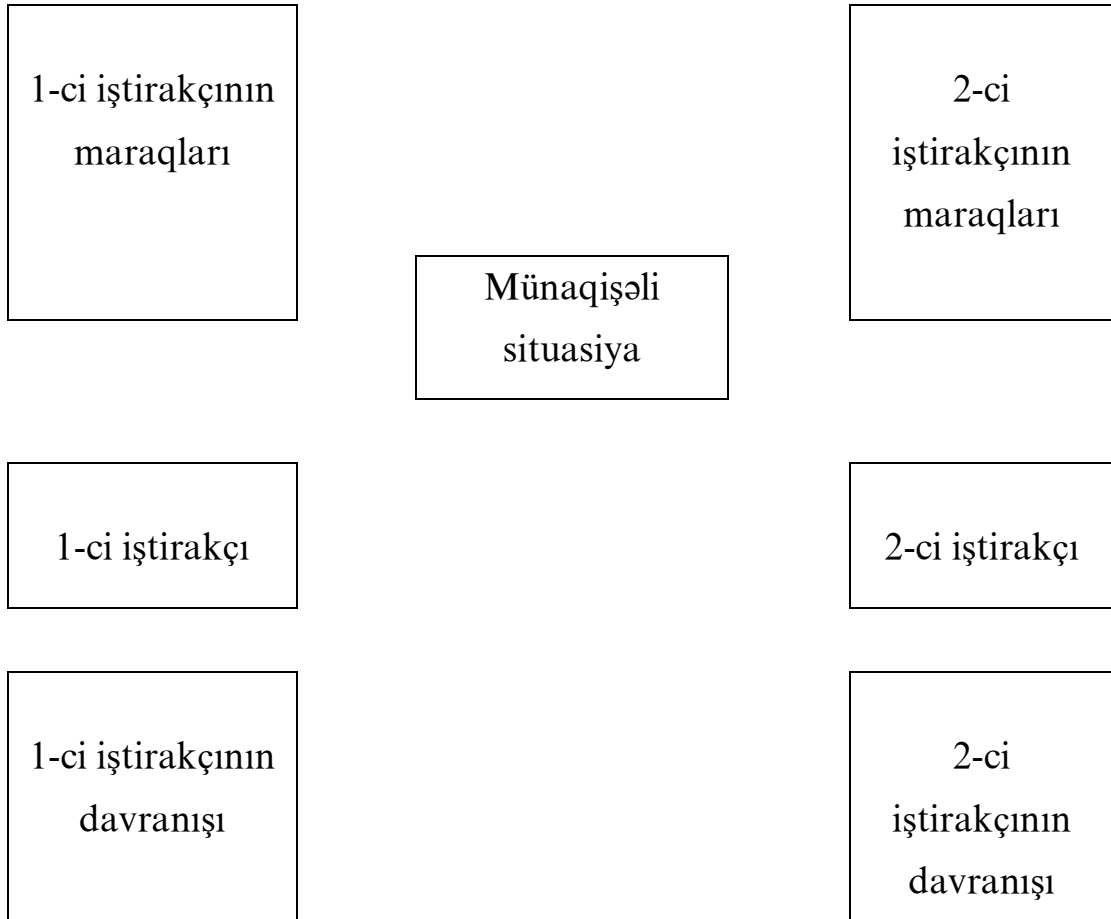 1-ci iştirakçının
maraqları
2-ci
iştirakçının
maraqları
Münaqişəli
situasiya
1-ci iştirakçı
2-ci iştirakçı
1-ci iştirakçının
davranışı
2-ci
iştirakçının
davranışı